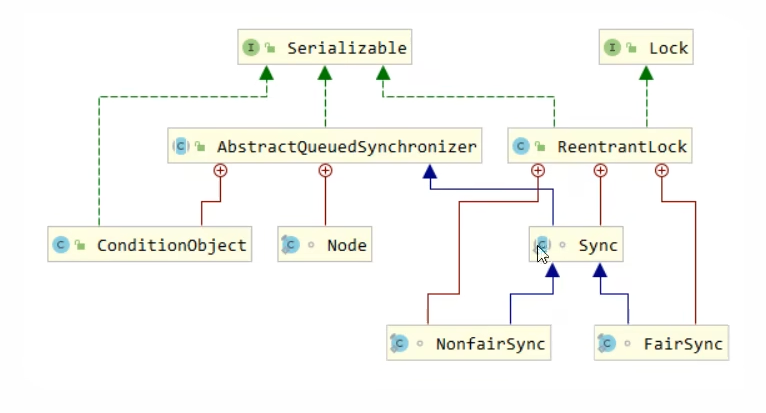 Serializable
Lock
AbstractQueuedSynchronizer
ReentrantLock
ConditionObject
Node
Sync
NonfairSync
FairSync